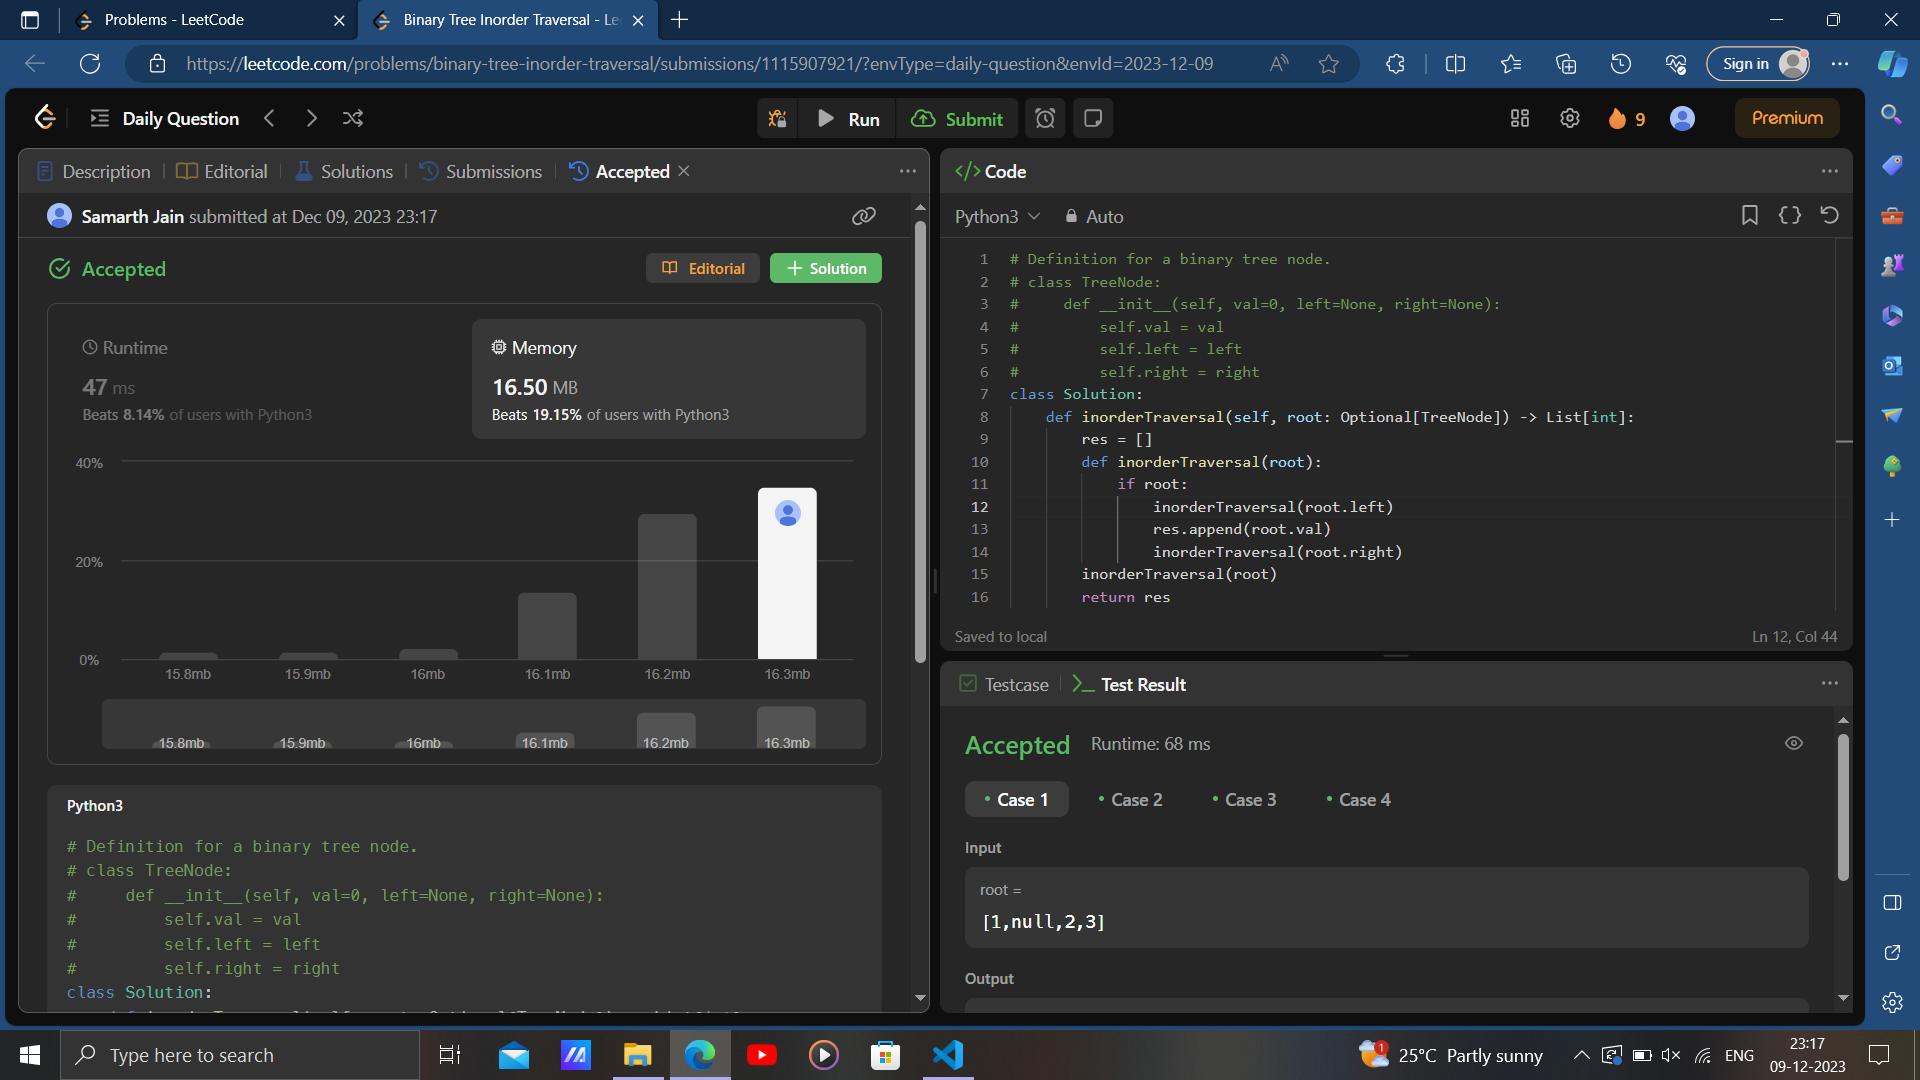 Problems - LeetCode
Binary Tree Inorder Traversal - Le
https://leetcode.com/problems/binary-tree-inorder-traversal/submissions/1115907921/?envType=daily-question&envId=2023-12-09
Sign in
Daily Question
Run
Submit
9
Premium
Description
Editorial
Solutions
Submissions
Accepted
Samarth Jain submitted at Dec 09, 2023 23:17
Accepted
Editorial
Solution
Runtime
47 ms
Beats 8.14% of users with Python3
Memory
16.50 MB
Beats 19.15% of users with Python3
40%
20%
0%
15.8mb 15.9mb 16mb 16.1mb 16.2mb 16.3mb
15.8mb 15.9mb 16mb 16.1mb 16.2mb 16.3mb
Python3
# Definition for a binary tree node.
# class TreeNode:
#     def __init__(self, val=0, left=None, right=None):
#         self.val = val
#         self.left = left
#         self.right = right
class Solution:
</> Code
Python3
Auto
1 # Definition for a binary tree node.
2 # class TreeNode:
3 #     def __init__(self, val=0, left=None, right=None):
4 #         self.val = val
5 #         self.left = left
6 #         self.right = right
7 class Solution:
8     def inorderTraversal(self, root: Optional[TreeNode]) -> List[int]:
9         res = []
10         def inorderTraversal(root):
11             if root:
12                 inorderTraversal(root.left)
13                 res.append(root.val)
14                 inorderTraversal(root.right)
15         inorderTraversal(root)
16         return res
Saved to local
Ln 12, Col 44
Testcase
Test Result
Accepted
Runtime: 68 ms
Case 1
Case 2
Case 3
Case 4
Input
root =
[1,null,2,3]
Output
Type here to search
1
25°C Partly sunny
ENG
23:17
09-12-2023